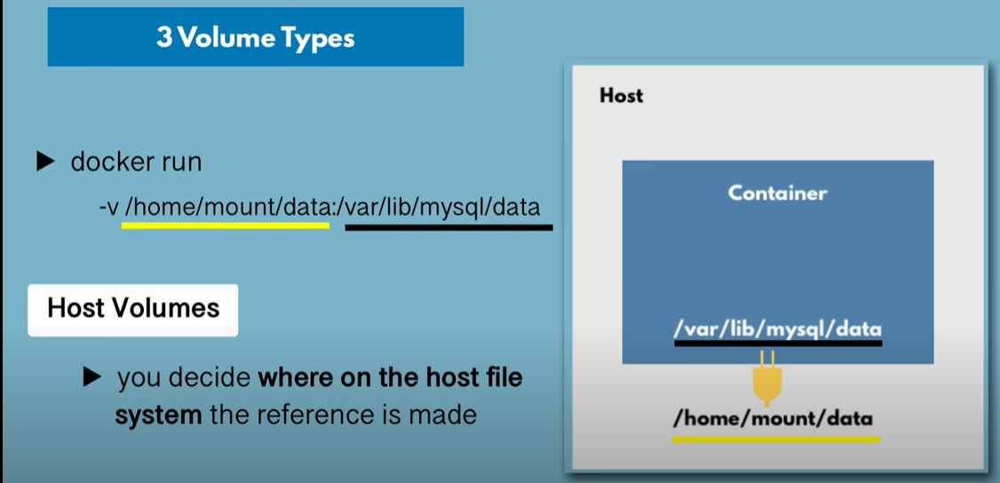 3 Volume Types
docker run
-v /home/mount/data:/var/lib/mysql/data
Host Volumes
you decide where on the host file
system the reference is made
Host
Container
/var/lib/mysql/data
/home/mount/data